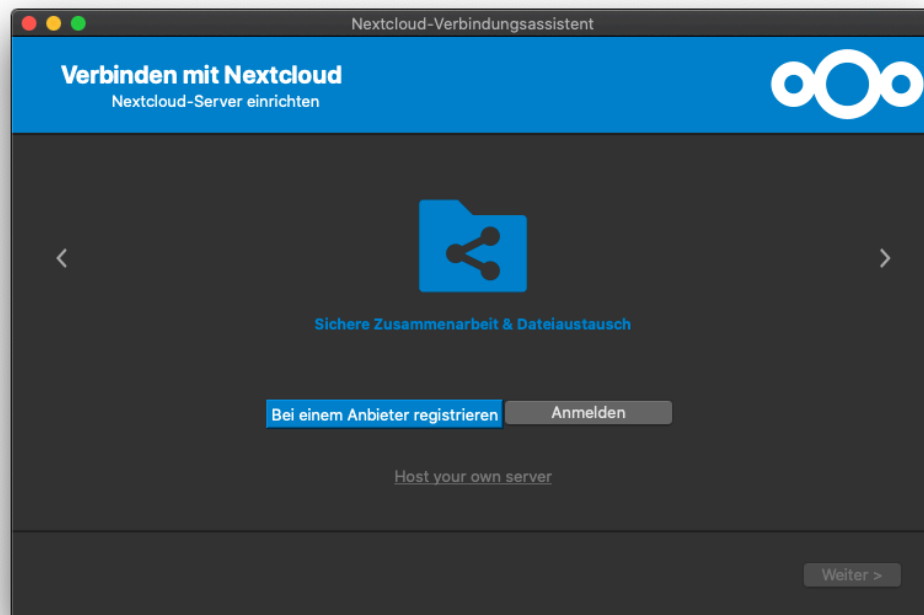 Nextcloud-Verbindungsassistent
Verbinden mit Nextcloud
Nextcloud-Server einrichten
Sichere Zusammenarbeit & Dateiaustausch
Bei einem Anbieter registrieren
Anmelden
Host your own server
Weiter >